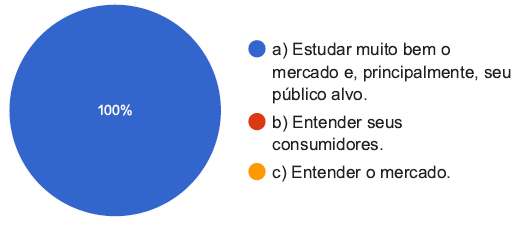 100%
a) Estudar muito bem o
mercado e, principalmente, seu
público alvo.
b) Entender seus
consumidores.
c) Entender o mercado.